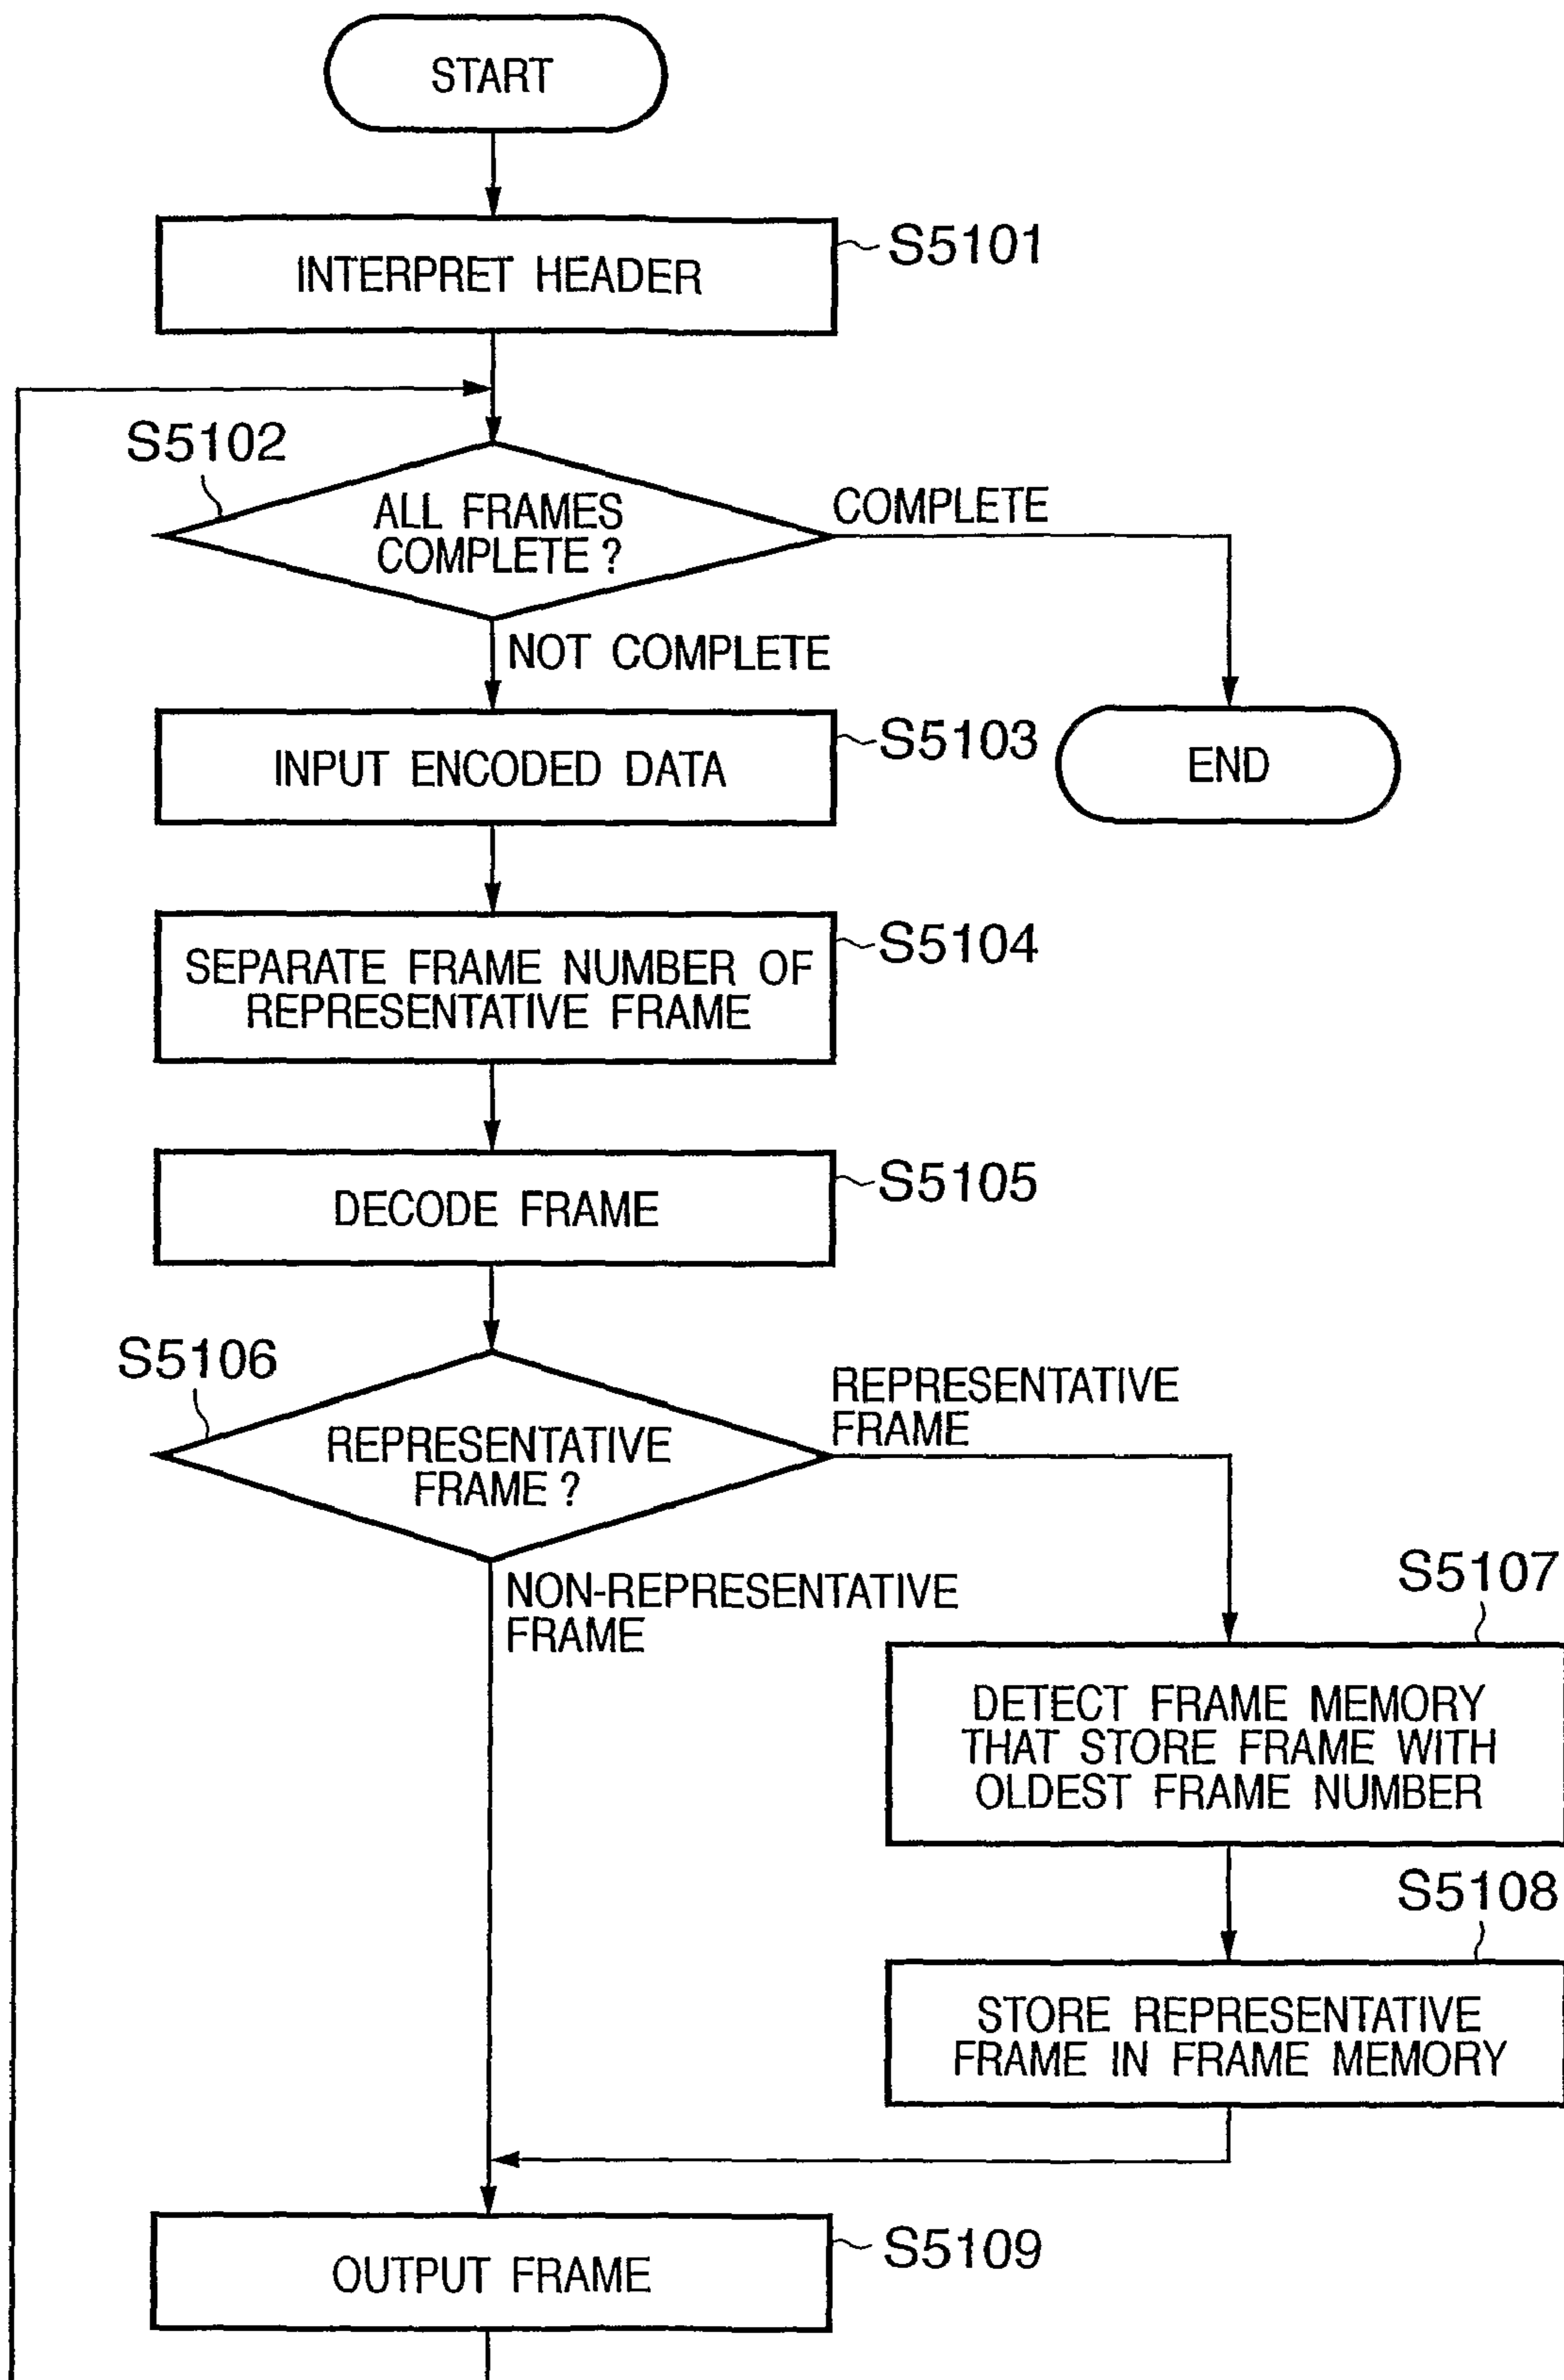 START
INTERPRET HEADER
S5101
S5102
ALL FRAMES
COMPLETE ?
COMPLETE
NOT COMPLETE
INPUT ENCODED DATA
S5103
END
SEPARATE FRAME NUMBER OF
REPRESENTATIVE FRAME
S5104
DECODE FRAME
S5105
S5106
REPRESENTATIVE
FRAME ?
REPRESENTATIVE
FRAME
NON-REPRESENTATIVE
FRAME
S5107
DETECT FRAME MEMORY
THAT STORE FRAME WITH
OLDEST FRAME NUMBER
S5108
STORE REPRESENTATIVE
FRAME IN FRAME MEMORY
OUTPUT FRAME
S5109